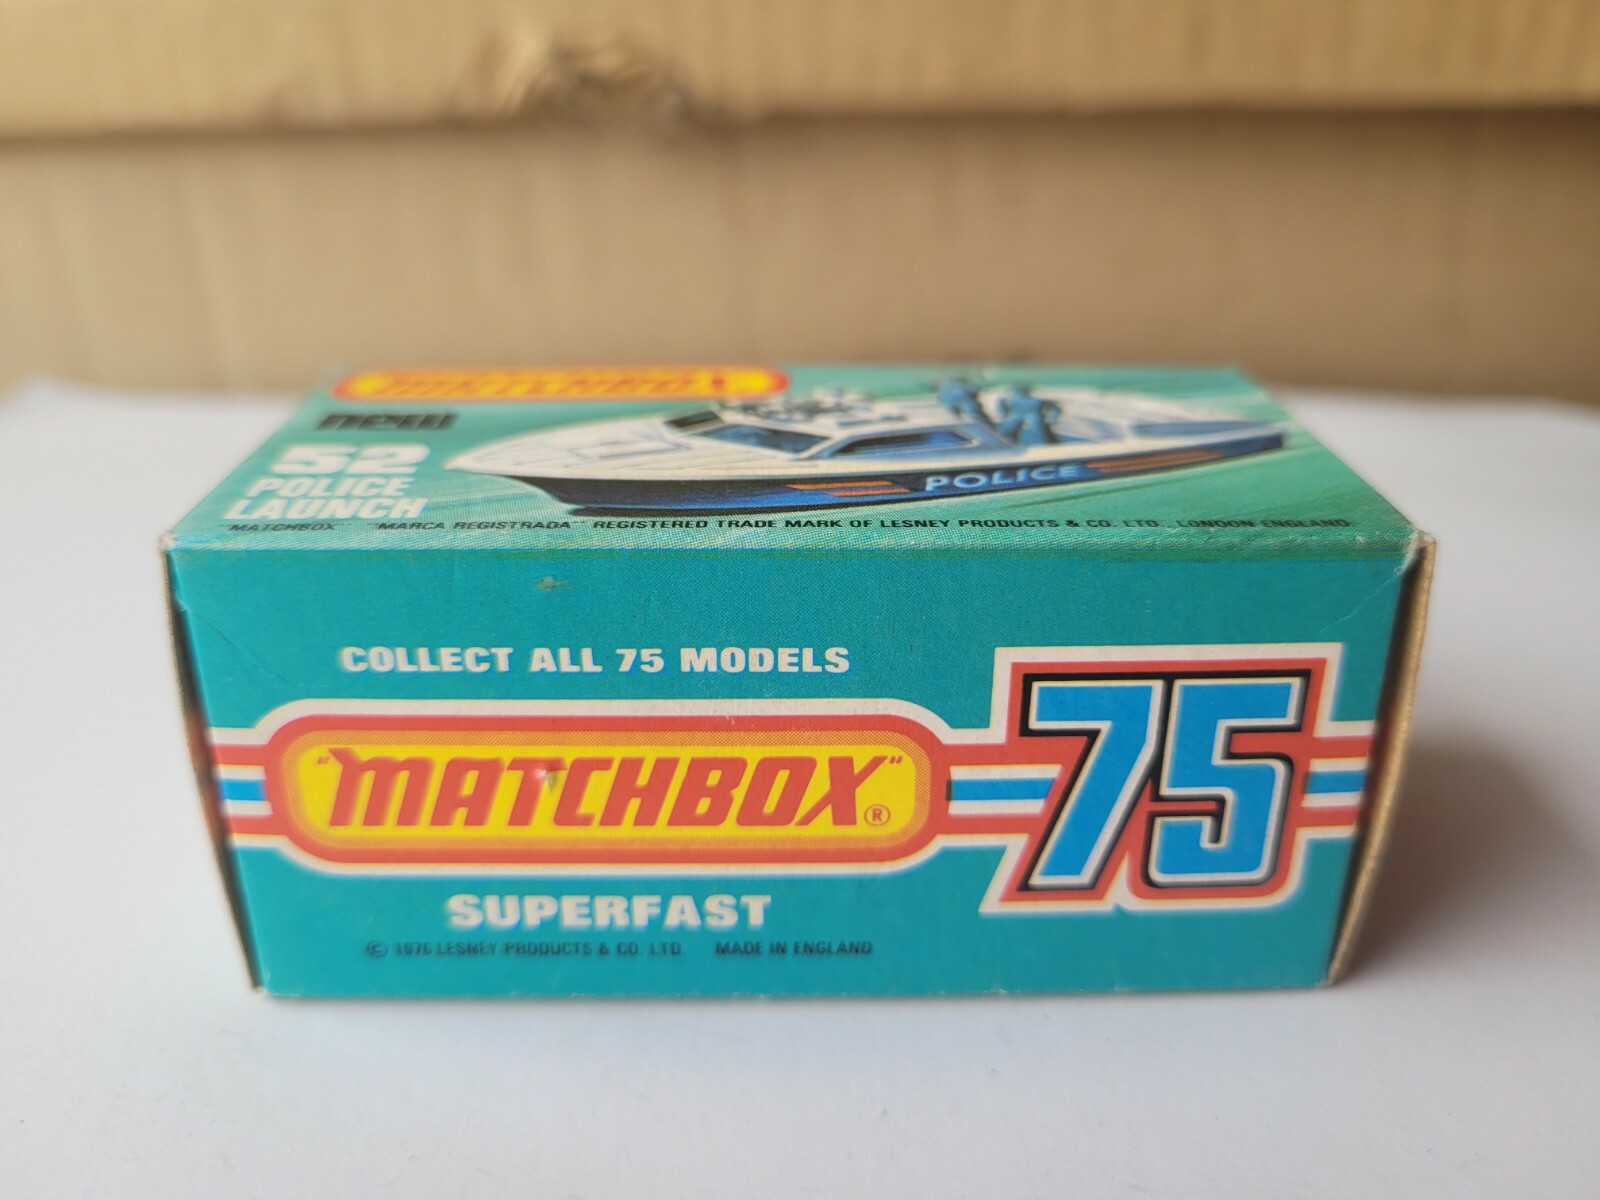 "MATCHBOX"
new
52
POLICE
LAUNCH
POLICE
"MATCHBOX" "MARCA REGISTRADA" REGISTERED TRADE MARK OF LESNEY PRODUCTS & CO. LTD., LONDON ENGLAND
COLLECT ALL 75 MODELS
"MATCHBOX"®
75
SUPERFAST
© 1976 LESNEY PRODUCTS & CO. LTD. MADE IN ENGLAND